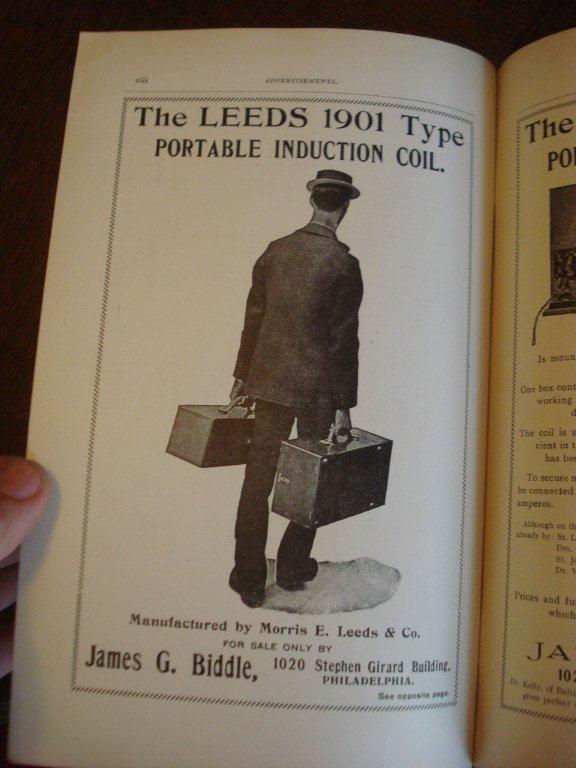 viii
ADVERTISEMENTS.
The LEEDS 1901 Type
PORTABLE INDUCTION COIL.
Manufactured by Morris E. Leeds & Co.
FOR SALE ONLY BY
James G. Biddle, 1020 Stephen Girard Building,
PHILADELPHIA.
See opposite page.
The
Is moun
One box cont
working
The coil is s
cient in t
has bee
To secure
be connected
amperes.
Although on th
already by: St. L
Drs.
St. Jo
Dr.
Prices and fu
which
JA
102
Dr. Kelly, of Balti
gives perfect